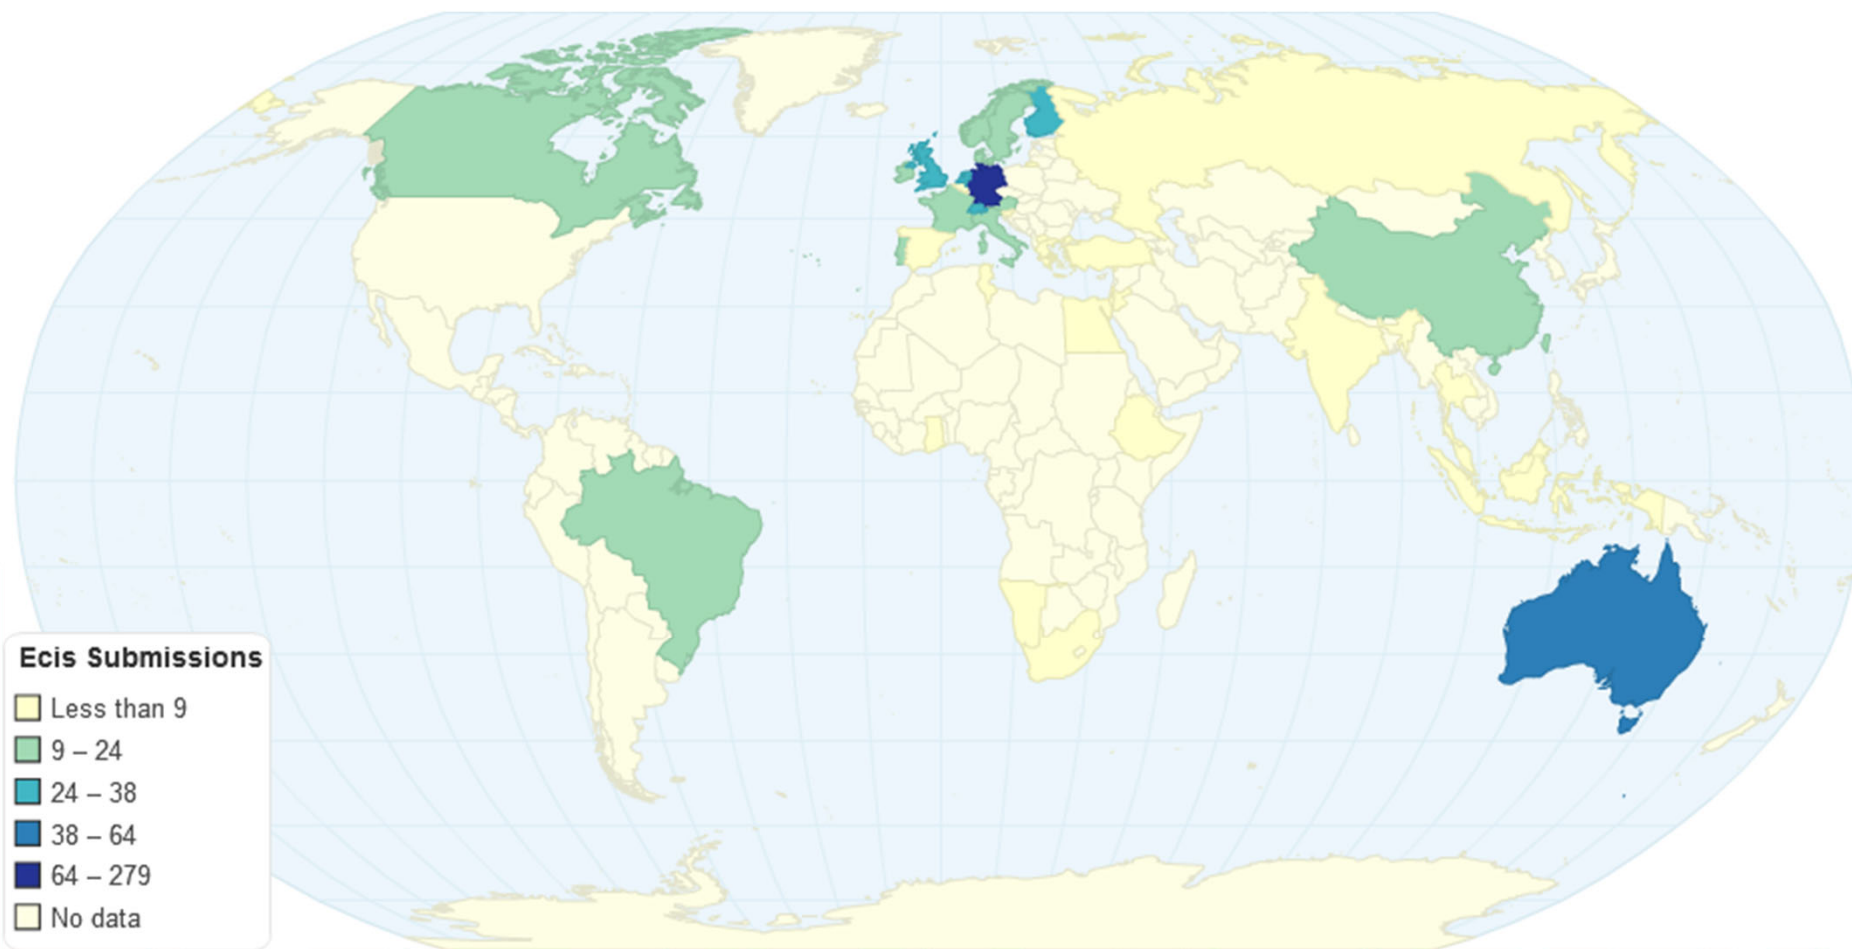 Ecis Submissions
Less than 9
9 – 24
24 – 38
38 – 64
64 – 279
No data